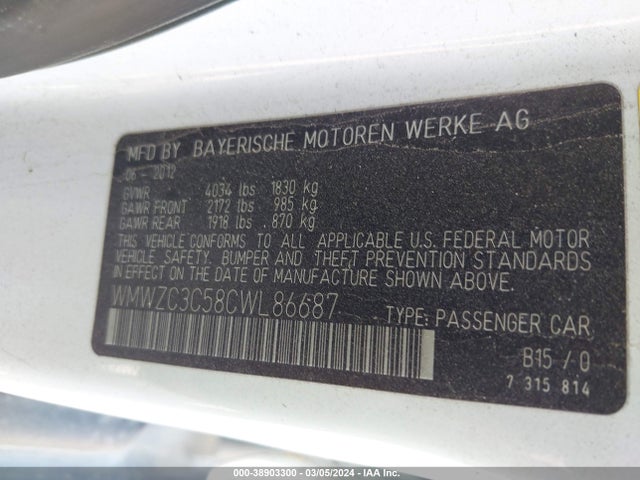 MFD BY BAYERISCHE MOTOREN WERKE AG
06 - 2012
GVWR 4034 lbs 1830 kg
GAWR FRONT 2172 lbs 985 kg
GAWR REAR 1918 lbs 870 kg
THIS VEHICLE CONFORMS TO ALL APPLICABLE U.S. FEDERAL MOTOR
VEHICLE SAFETY, BUMPER AND THEFT PREVENTION STANDARDS
IN EFFECT ON THE DATE OF MANUFACTURE SHOWN ABOVE.
WMWZC3C58CWL86687 TYPE: PASSENGER CAR
B15 / 0
7 315 814
000-38903300 - 03/05/2024 - IAA Inc.